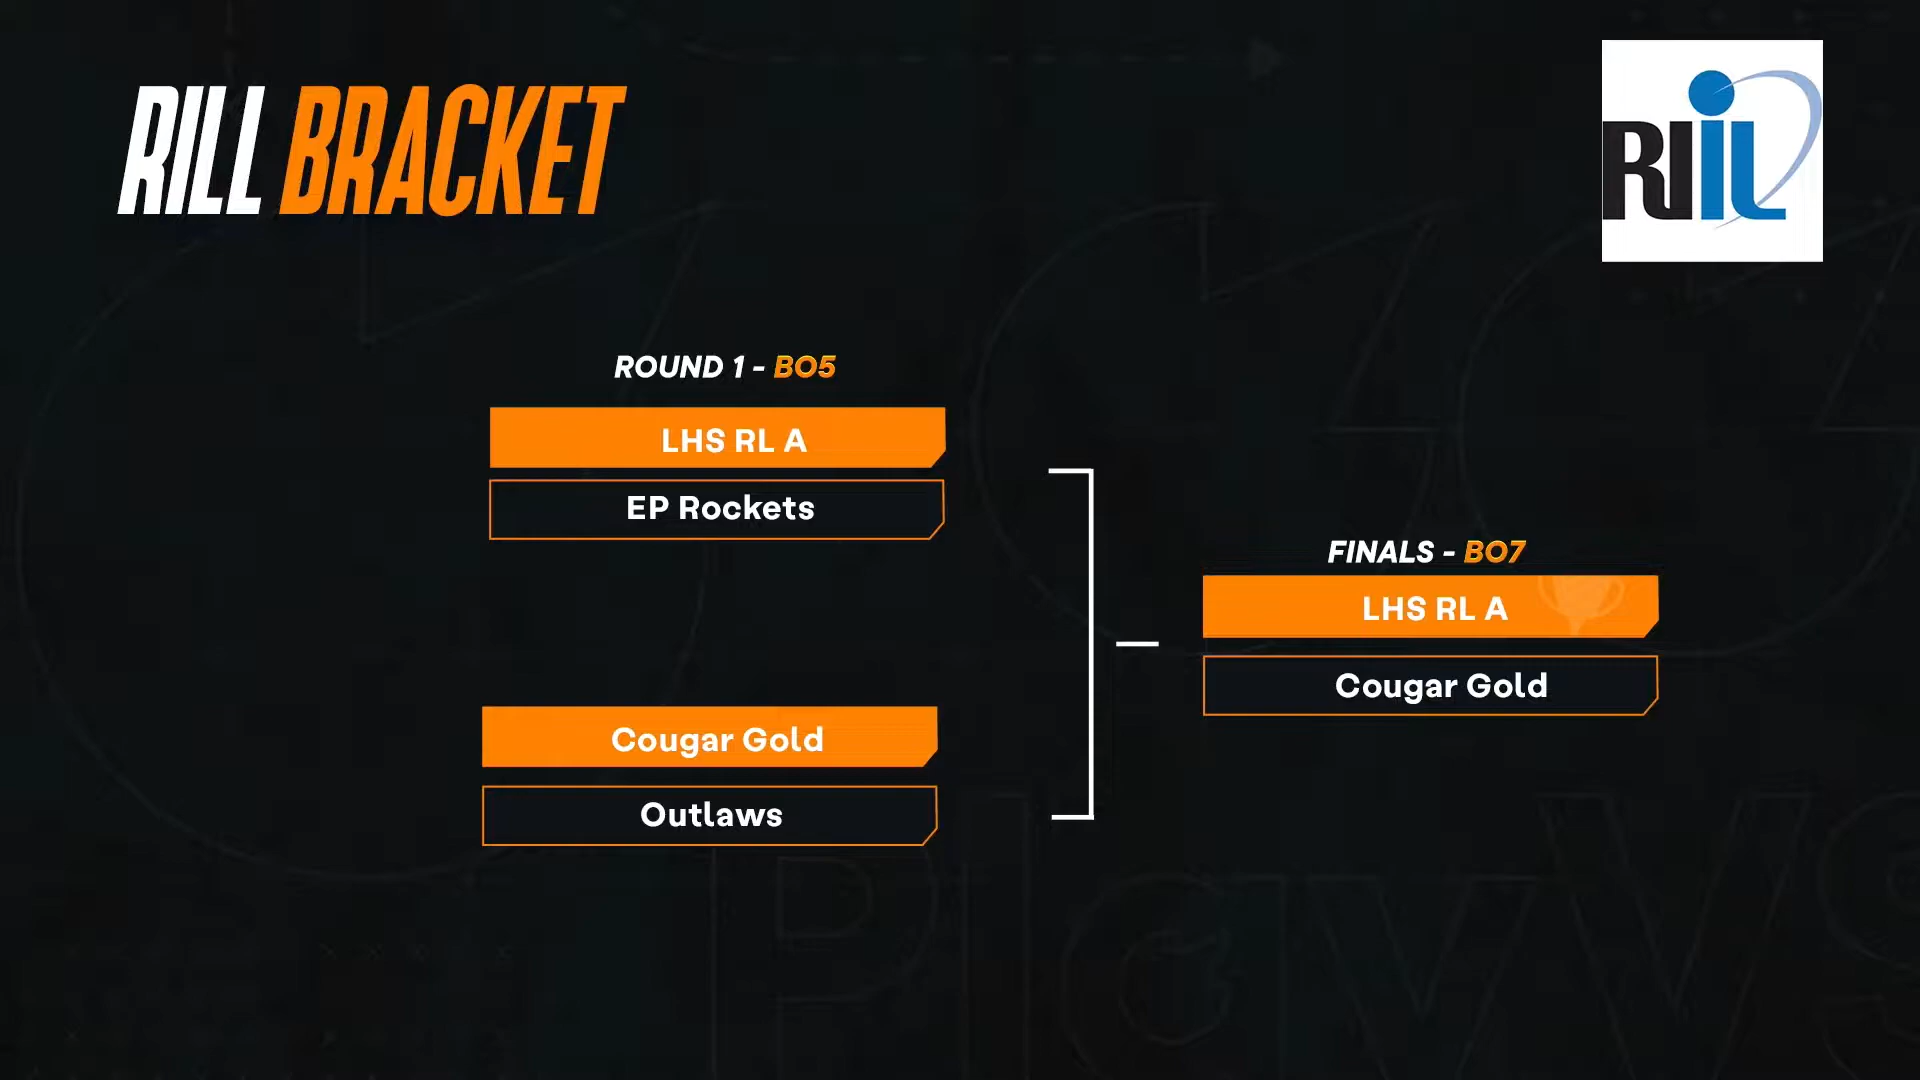 RILL BRACKET
RIIL
ROUND 1 - BO5
LHS RL A
EP Rockets
Cougar Gold
Outlaws
FINALS - BO7
LHS RL A
Cougar Gold
PlayVS